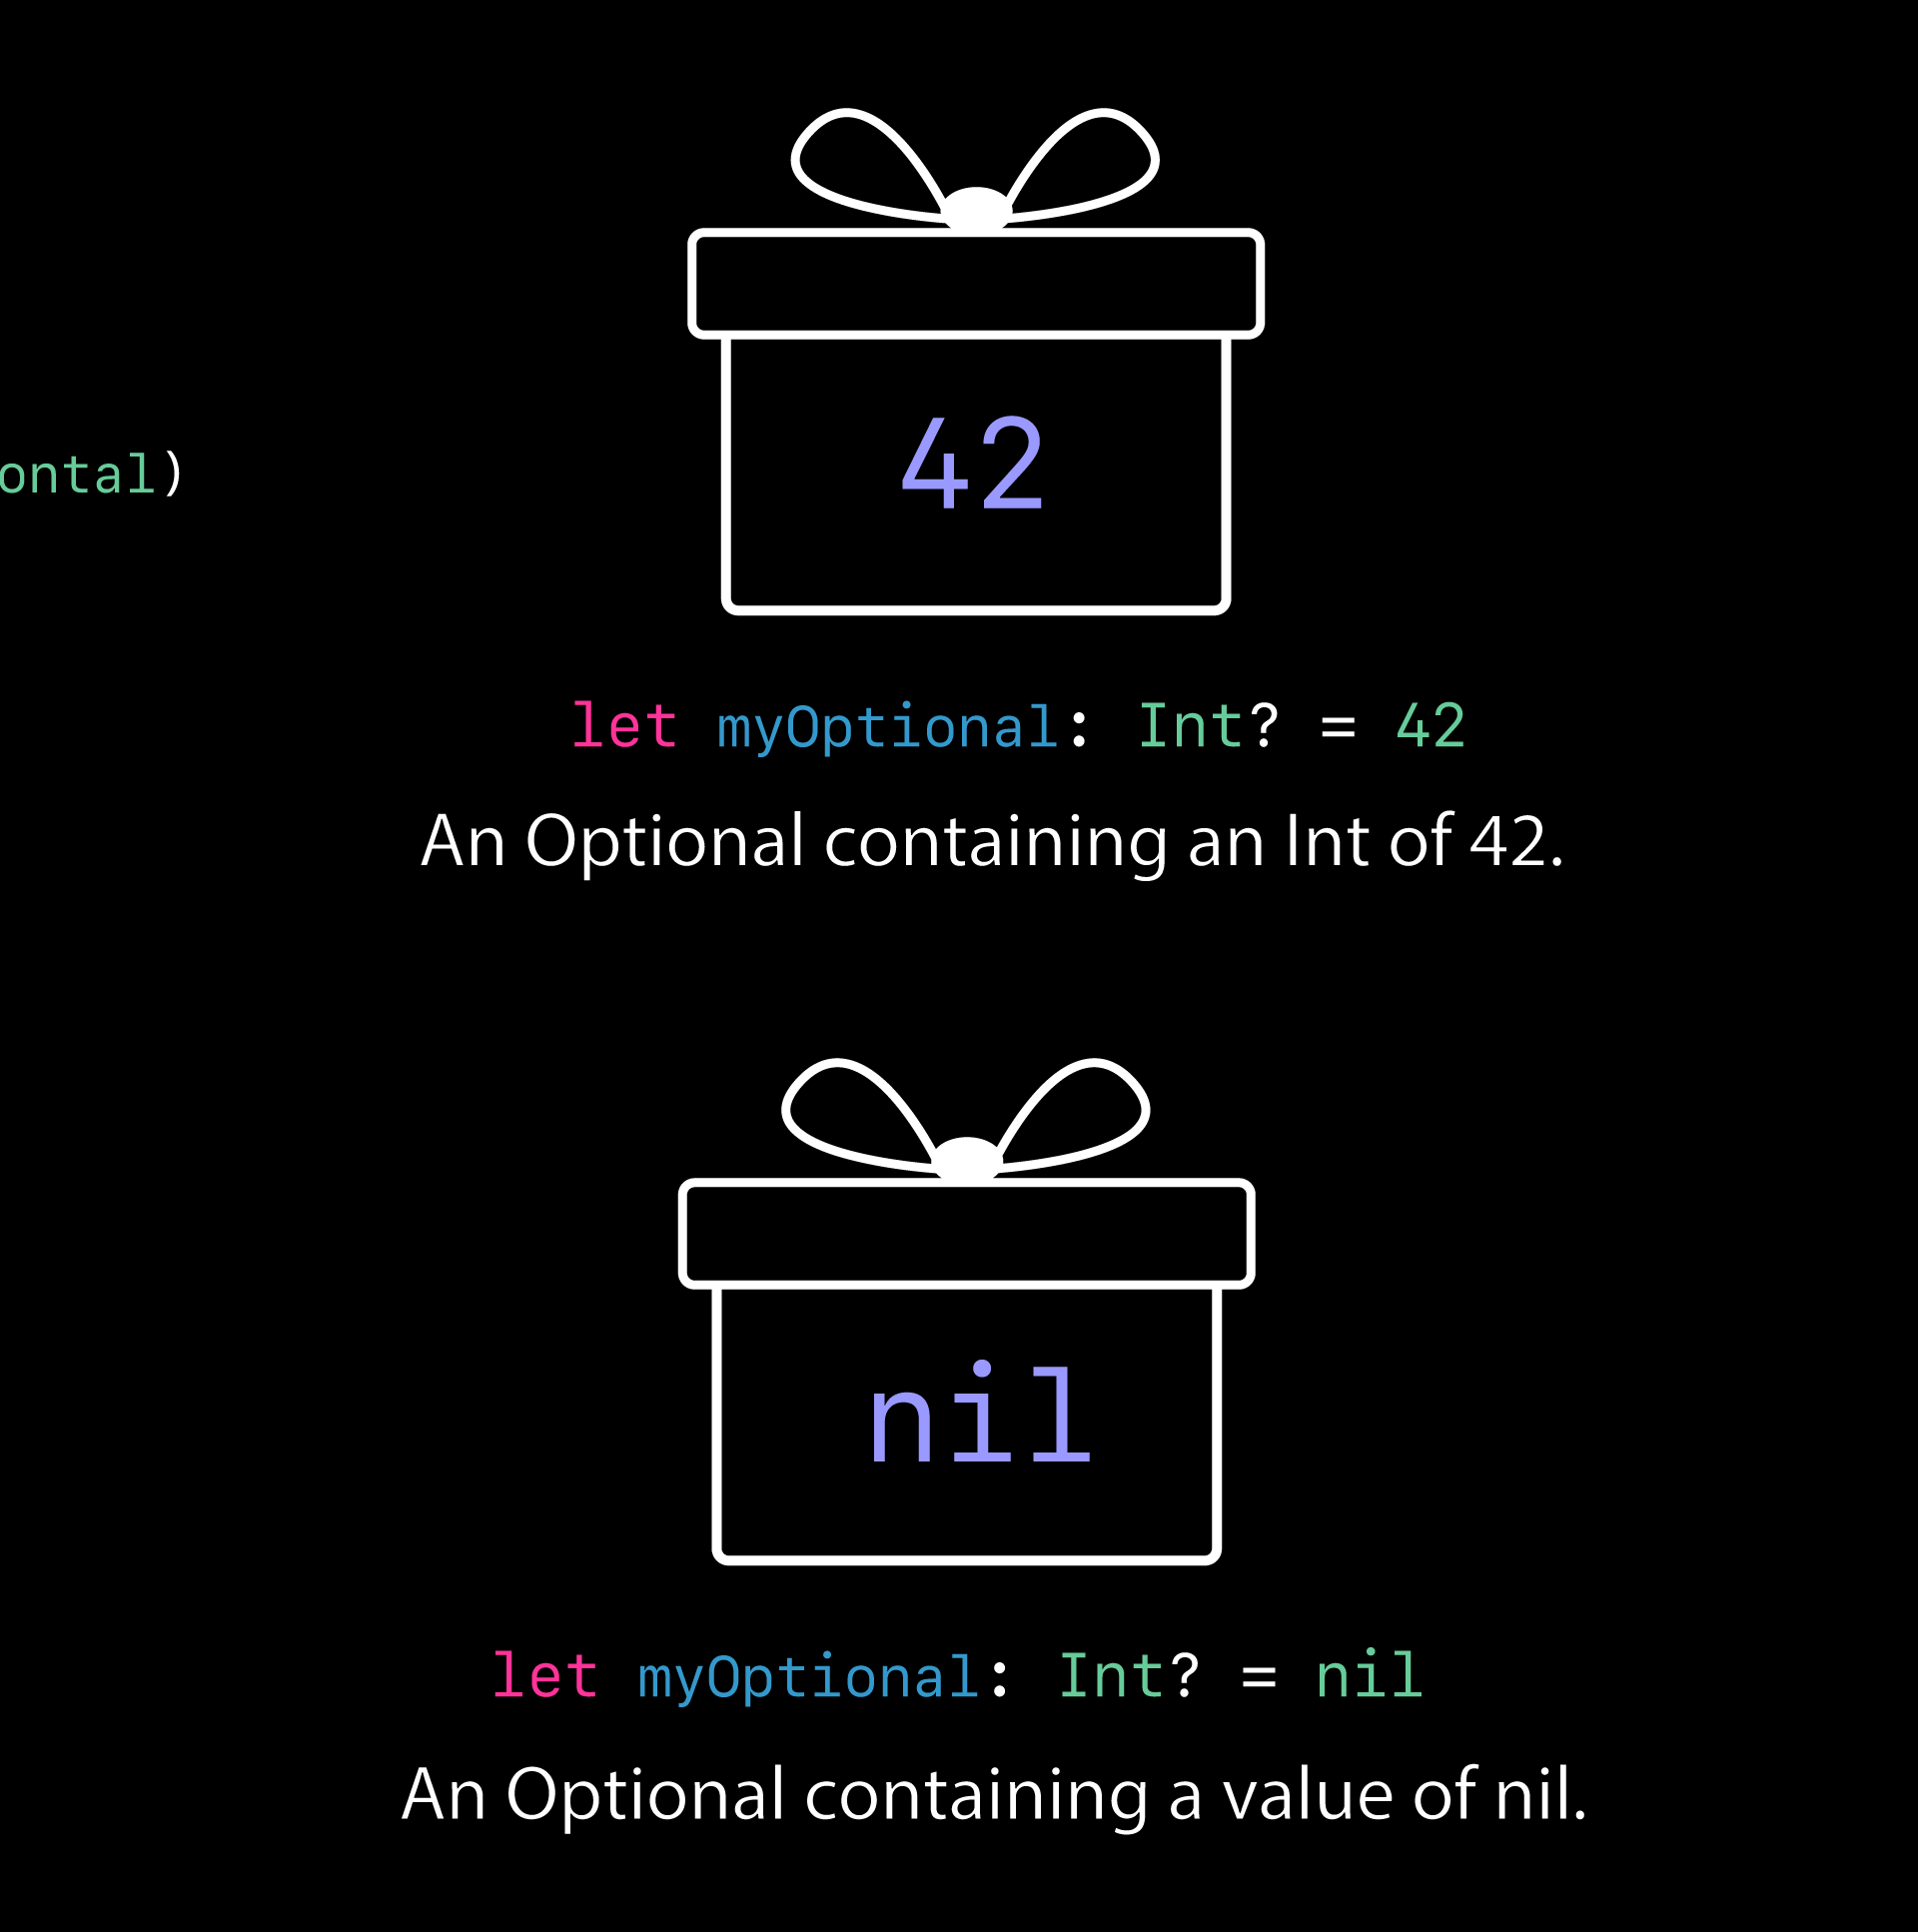 42
ontal)
let myOptional: Int? = 42
An Optional containing an Int of 42.
nil
let myOptional: Int? = nil
An Optional containing a value of nil.